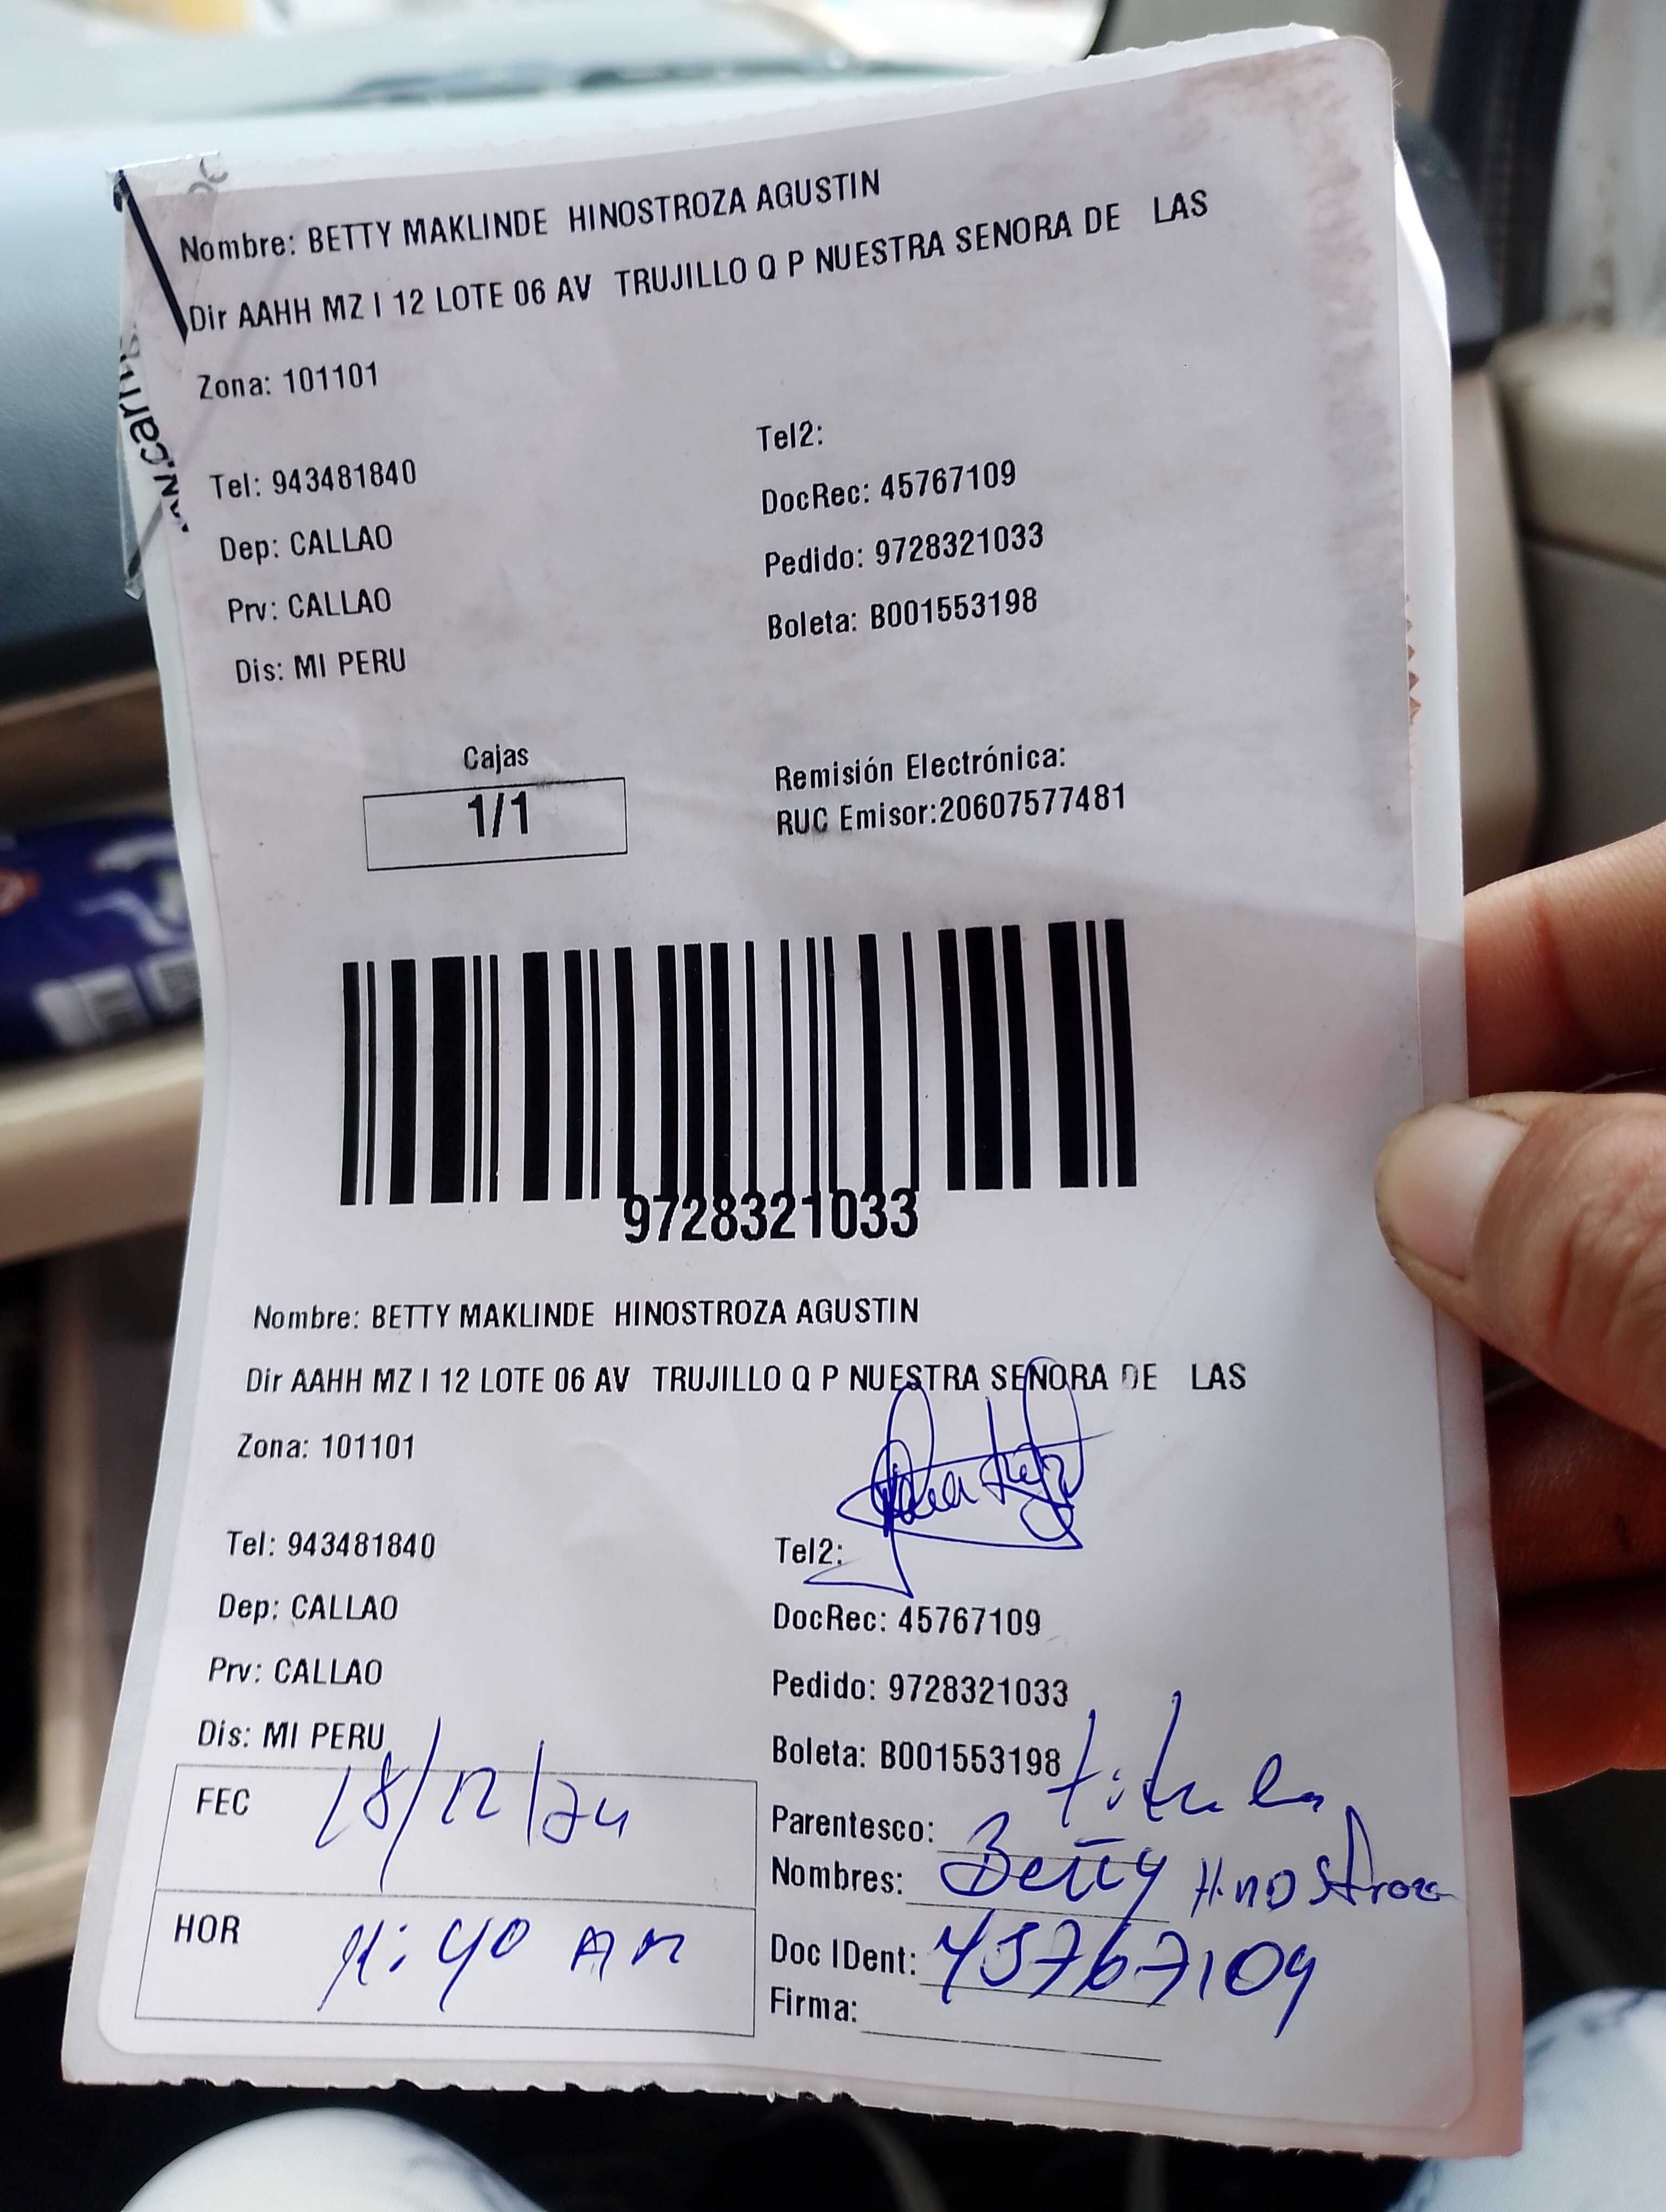 Nombre: BETTY MAKLINDE HINOSTROZA AGUSTIN
Dir AAHH MZ I 12 LOTE 06 AV TRUJILLO Q P NUESTRA SENORA DE LAS
Zona: 101101
Tel: 943481840
Dep: CALLAO
Prv: CALLAO
Dis: MI PERU
Tel2:
DocRec: 45767109
Pedido: 9728321033
Boleta: B001553198
Cajas
1/1
Remisión Electrónica:
RUC Emisor:20607577481
9728321033
Nombre: BETTY MAKLINDE HINOSTROZA AGUSTIN
Dir AAHH MZ I 12 LOTE 06 AV TRUJILLO Q P NUESTRA SENORA DE LAS
Zona: 101101
Tel: 943481840
Dep: CALLAO
Prv: CALLAO
Dis: MI PERU
FEC 18/12/24
HOR 11:40 AM
Tel2:
DocRec: 45767109
Pedido: 9728321033
Boleta: B001553198
Parentesco: titular
Nombres: Betty Hinostroza
Doc IDent: 45767109
Firma: